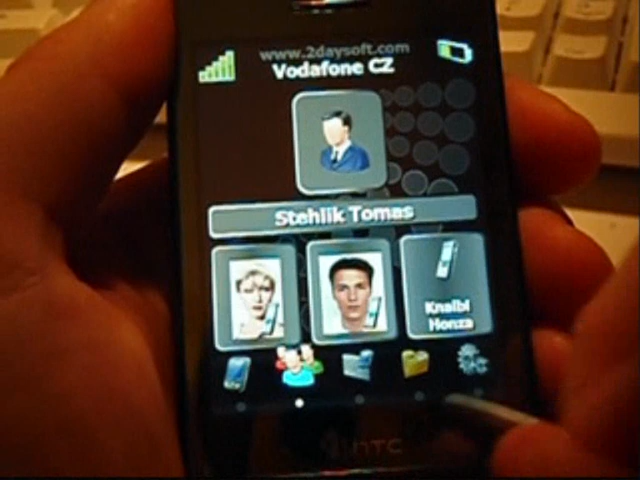 www.2daysoft.com
Vodafone CZ
Stehlik Tomas
Knaibl
Honza
hTC